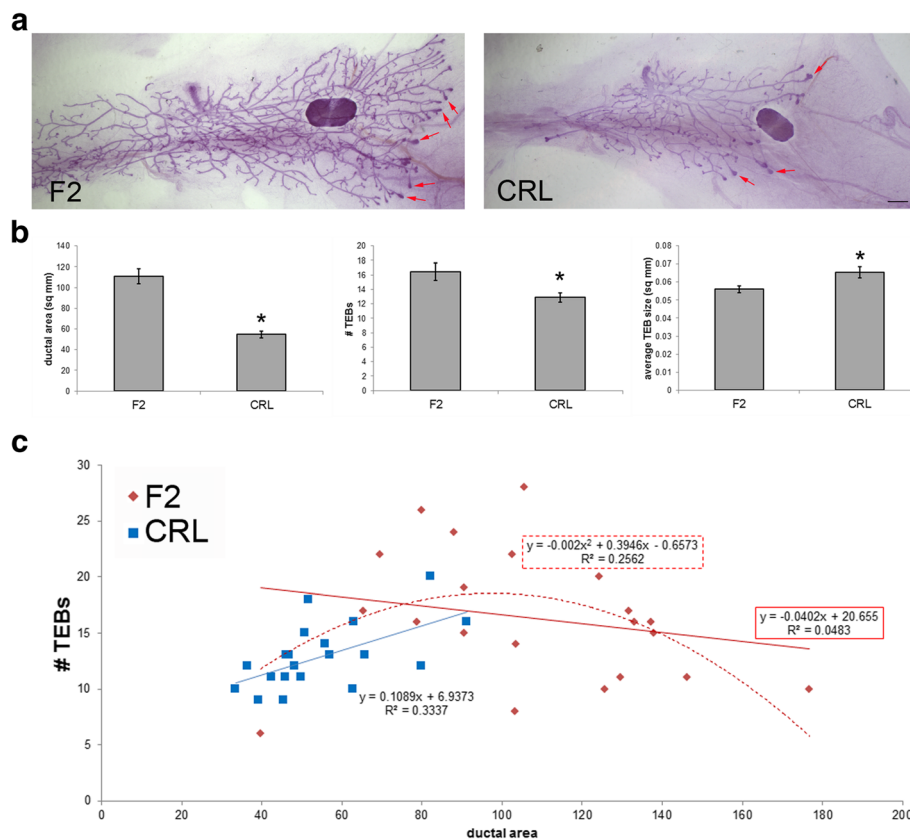 a
F2
CRL
b
140
120
100
80
60
40
20
0
ductal area (sq mm)
*
F2 CRL
20
18
16
14
12
10
8
6
4
2
0
# TEBs
*
F2 CRL
0.08
0.07
0.06
0.05
0.04
0.03
0.02
0.01
0
average TEB size (sq mm)
*
F2 CRL
c
30
25
20
15
10
5
0
# TEBs
F2
CRL
y = -0.002x² + 0.3946x - 0.6573
R² = 0.2562
y = -0.0402x + 20.655
R² = 0.0483
y = 0.1089x + 6.9373
R² = 0.3337
0 20 40 60 80 100 120 140 160 180 200
ductal area